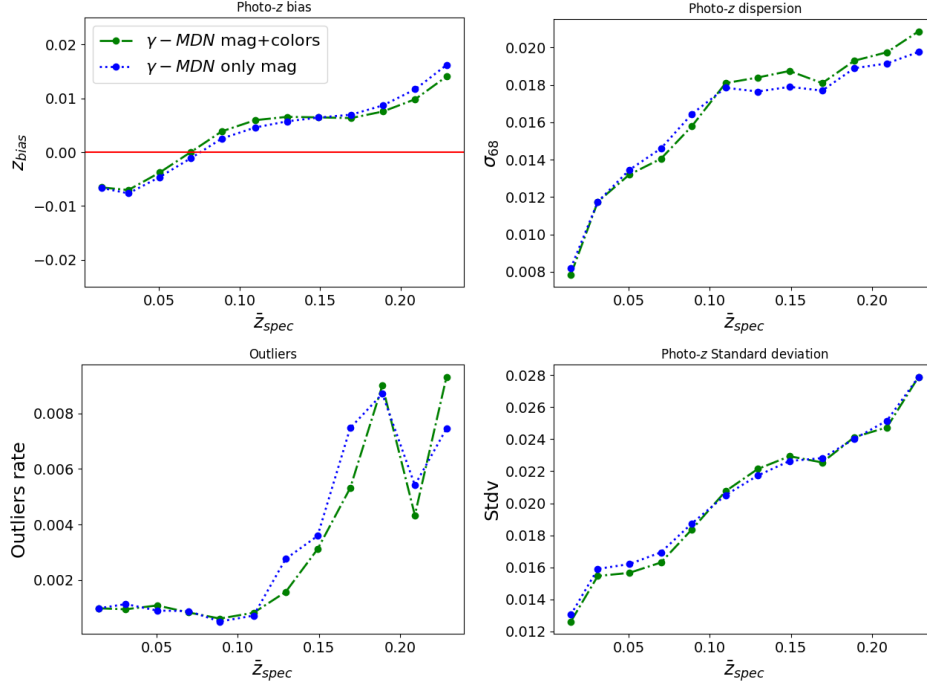 Photo-z bias
0.02
0.01
0.00
−0.01
−0.02
z_bias
γ − MDN mag+colors
γ − MDN only mag
0.05 0.10 0.15 0.20
z̄_spec
Photo-z dispersion
0.020
0.018
0.016
0.014
0.012
0.010
0.008
σ_68
0.05 0.10 0.15 0.20
z̄_spec
Outliers
0.008
0.006
0.004
0.002
Outliers rate
0.05 0.10 0.15 0.20
z̄_spec
Photo-z Standard deviation
0.028
0.026
0.024
0.022
0.020
0.018
0.016
0.014
0.012
Stdv
0.05 0.10 0.15 0.20
z̄_spec